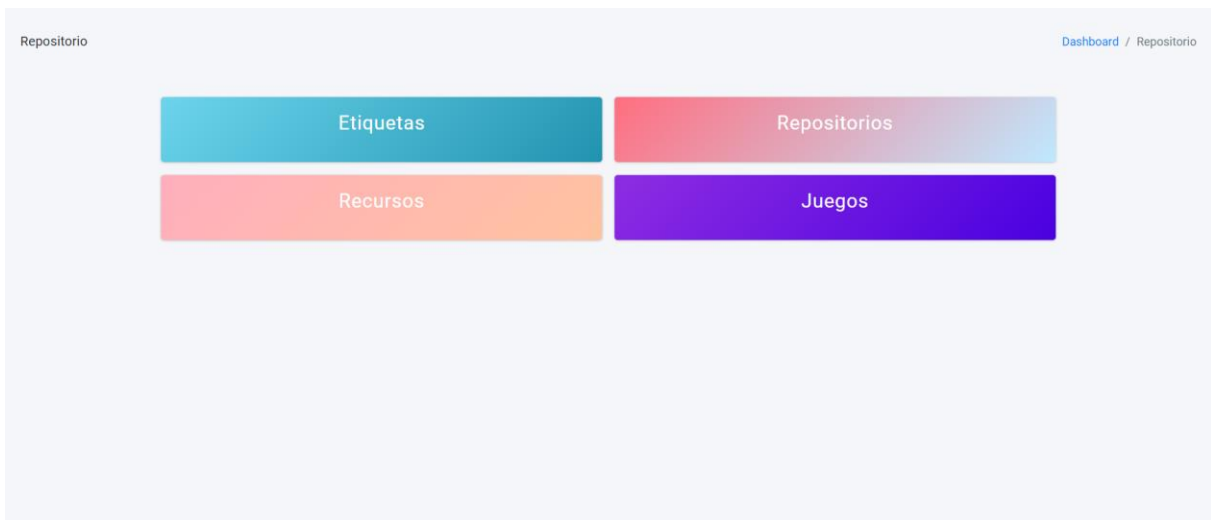 Repositorio
Dashboard / Repositorio
Etiquetas
Repositorios
Recursos
Juegos